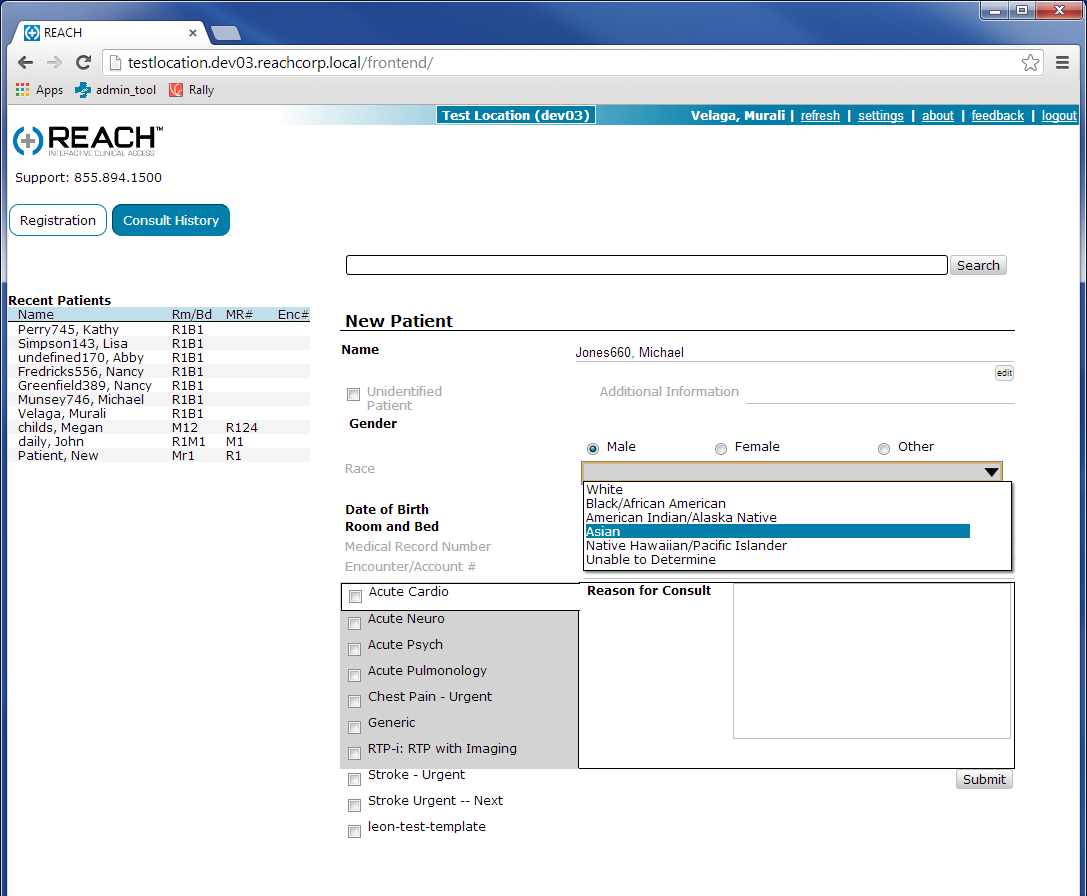 REACH
testlocation.dev03.reachcorp.local/frontend/
Apps admin_tool Rally
Test Location (dev03) Velaga, Murali | refresh | settings | about | feedback | logout
REACH™
INTERACTIVE CLINICAL ACCESS
Support: 855.894.1500
Registration Consult History
Search
Recent Patients
Name Rm/Bd MR# Enc#
Perry745, Kathy R1B1
Simpson143, Lisa R1B1
undefined170, Abby R1B1
Fredricks556, Nancy R1B1
Greenfield389, Nancy R1B1
Munsey746, Michael R1B1
Velaga, Murali R1B1
childs, Megan M12 R124
daily, John R1M1 M1
Patient, New Mr1 R1
New Patient
Name Jones660, Michael
edit
Unidentified
Patient
Additional Information
Gender
Male Female Other
Race
White
Black/African American
American Indian/Alaska Native
Asian
Native Hawaiian/Pacific Islander
Unable to Determine
Date of Birth
Room and Bed
Medical Record Number
Encounter/Account #
Acute Cardio
Acute Neuro
Acute Psych
Acute Pulmonology
Chest Pain - Urgent
Generic
RTP-i: RTP with Imaging
Stroke - Urgent
Stroke Urgent -- Next
leon-test-template
Reason for Consult
Submit